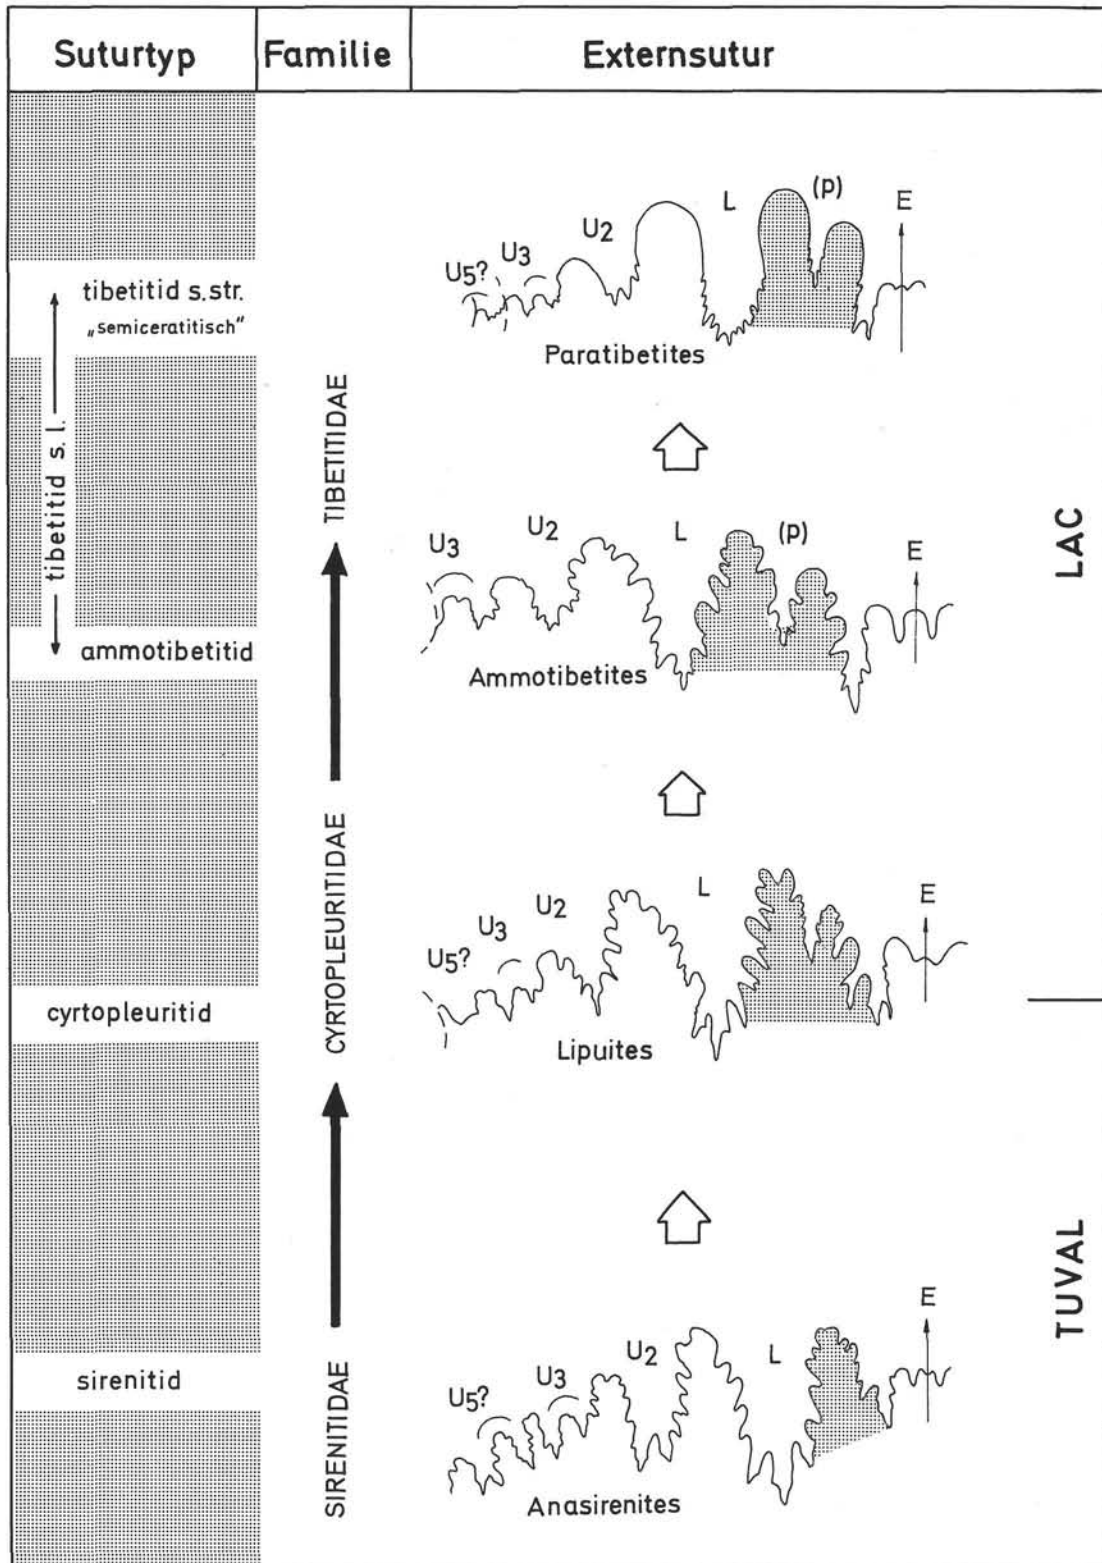 Suturtyp
Familie
Externsutur
tibetitid s.str.
„semiceratitisch“
tibetitid s.l.
ammotibetitid
cyrtopleuritid
sirenitid
TIBETITIDAE
CYRTOPLEURITIDAE
SIRENITIDAE
U5? U3 U2 L (p) E
Paratibetites
U3 U2 L (p) E
Ammotibetites
U5? U3 U2 L E
Lipuites
U5? U3 U2 L E
Anasirenites
LAC
TUVAL